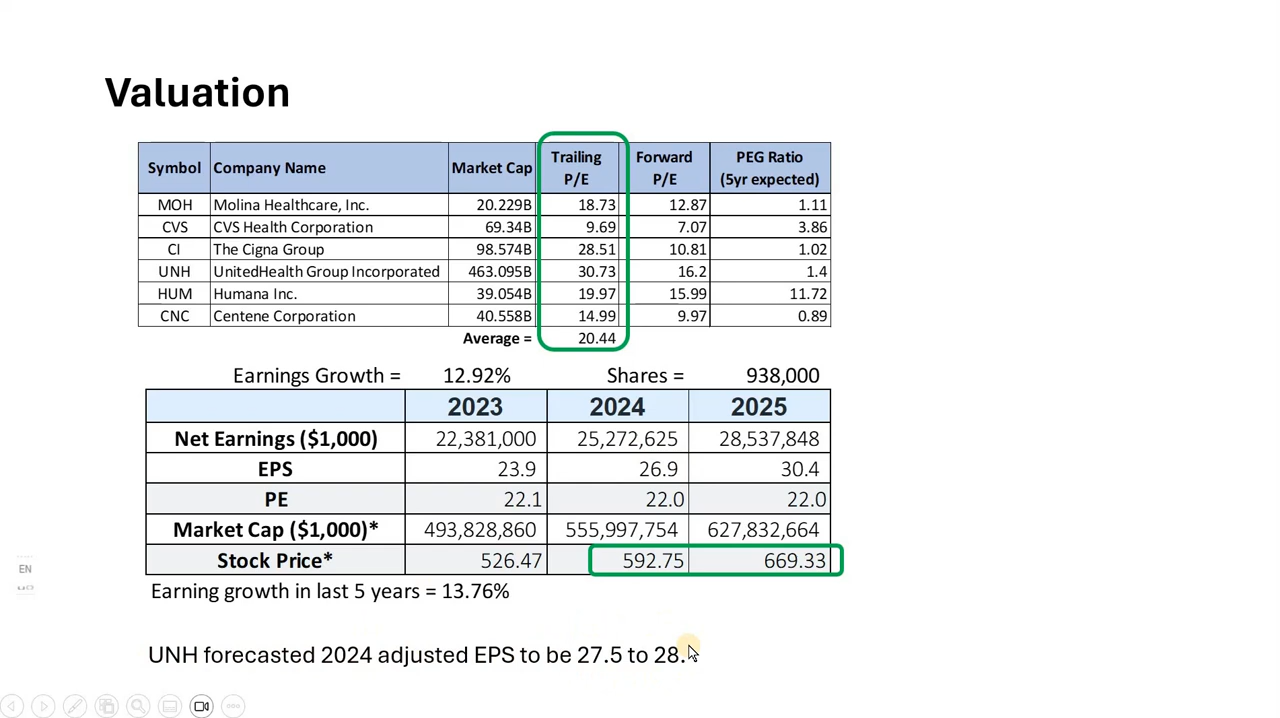 Valuation
Symbol Company Name Market Cap Trailing P/E Forward P/E PEG Ratio (5yr expected)
MOH Molina Healthcare, Inc. 20.229B 18.73 12.87 1.11
CVS CVS Health Corporation 69.34B 9.69 7.07 3.86
CI The Cigna Group 98.574B 28.51 10.81 1.02
UNH UnitedHealth Group Incorporated 463.095B 30.73 16.2 1.4
HUM Humana Inc. 39.054B 19.97 15.99 11.72
CNC Centene Corporation 40.558B 14.99 9.97 0.89
Average = 20.44
Earnings Growth = 12.92% Shares = 938,000
2023 2024 2025
Net Earnings ($1,000) 22,381,000 25,272,625 28,537,848
EPS 23.9 26.9 30.4
PE 22.1 22.0 22.0
Market Cap ($1,000)* 493,828,860 555,997,754 627,832,664
Stock Price* 526.47 592.75 669.33
Earning growth in last 5 years = 13.76%
UNH forecasted 2024 adjusted EPS to be 27.5 to 28.
EN